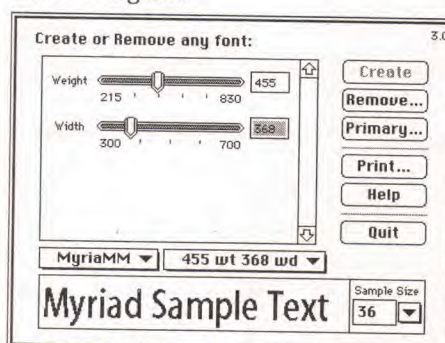 Create or Remove any font:
3.0
Weight
455
215
830
Width
368
300
700
Create
Remove...
Primary...
Print...
Help
Quit
MyriaMM
455 wt 368 wd
Myriad Sample Text
Sample Size
36